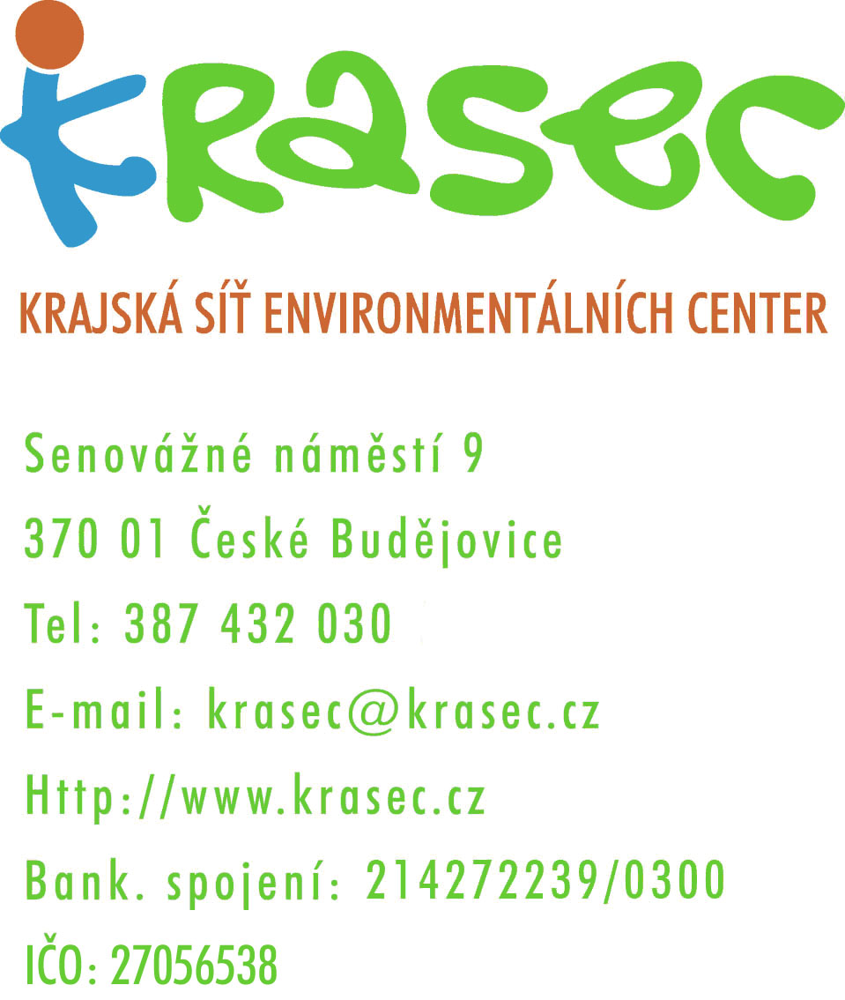 krasec
KRAJSKÁ SÍŤ ENVIRONMENTÁLNÍCH CENTER
Senovážné náměstí 9
370 01 České Budějovice
Tel: 387 432 030
E-mail: krasec@krasec.cz
Http://www.krasec.cz
Bank. spojení: 214272239/0300
IČO: 27056538